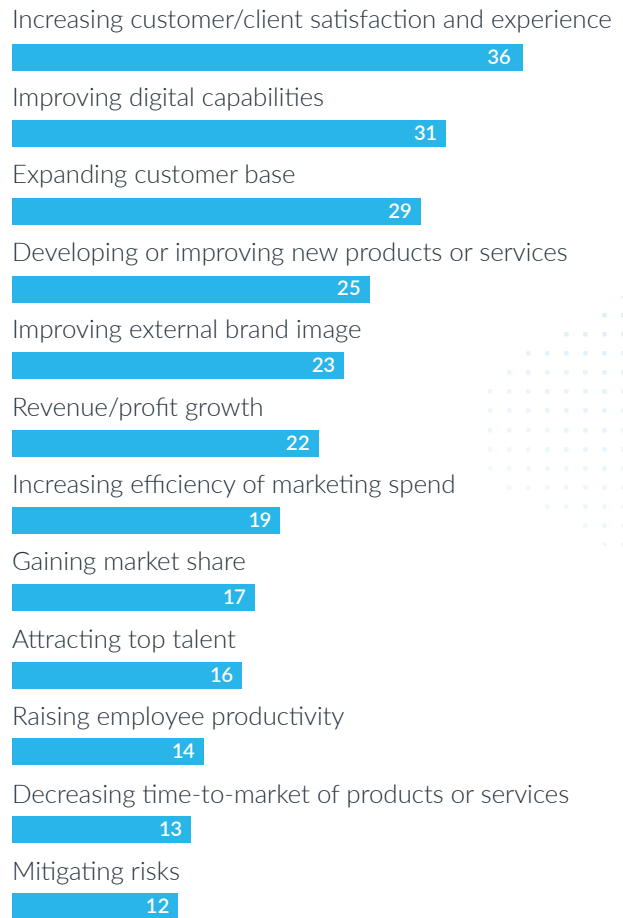 Increasing customer/client satisfaction and experience
36
Improving digital capabilities
31
Expanding customer base
29
Developing or improving new products or services
25
Improving external brand image
23
Revenue/profit growth
22
Increasing efficiency of marketing spend
19
Gaining market share
17
Attracting top talent
16
Raising employee productivity
14
Decreasing time-to-market of products or services
13
Mitigating risks
12